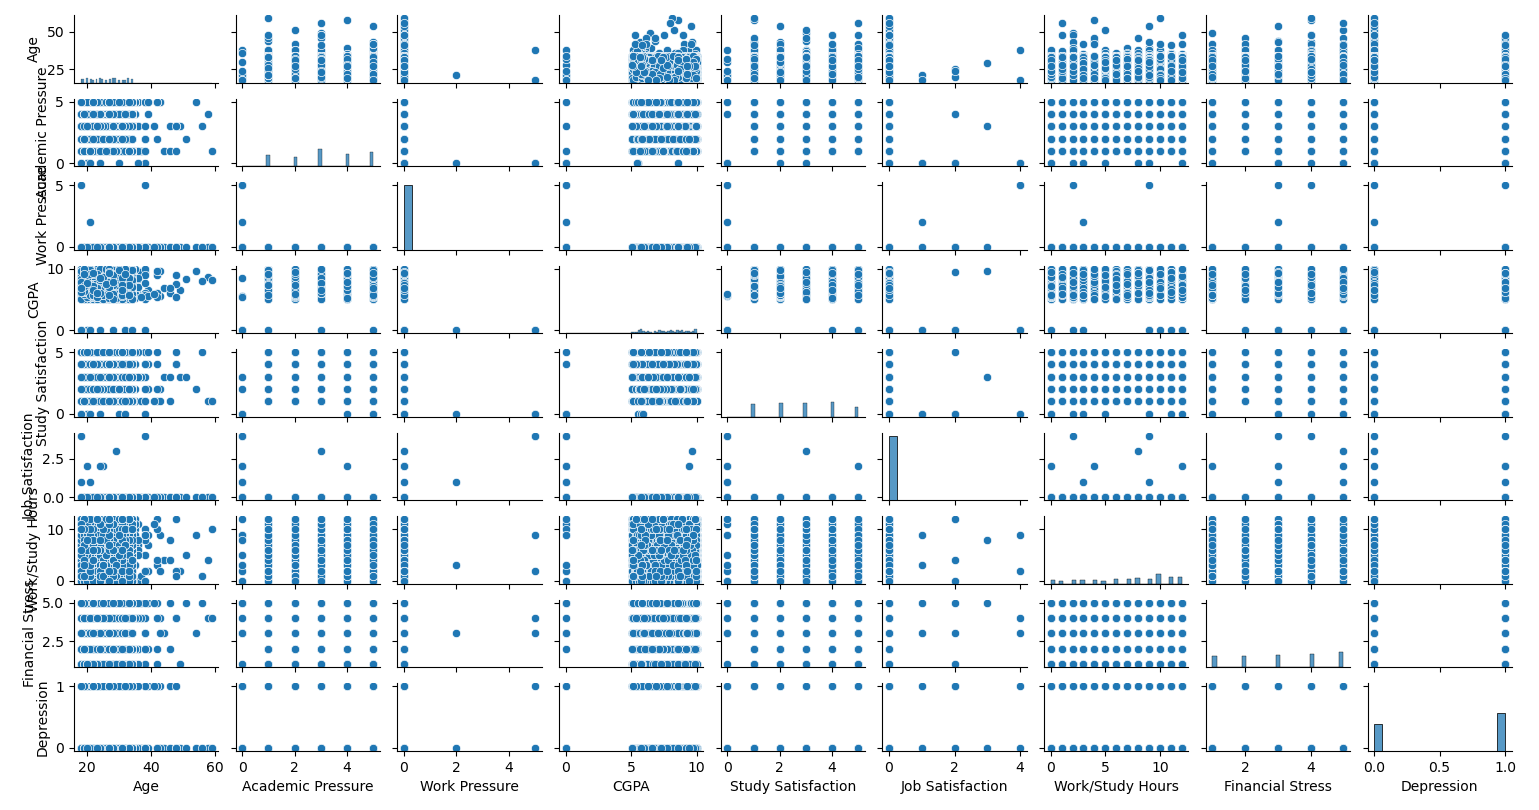 Age
50
25
Academic Pressure
5
0
Work Pressure
5
0
CGPA
10
0
Study Satisfaction
5
0
Job Satisfaction
2.5
0.0
Work/Study Hours
10
0
Financial Stress
5.0
2.5
Depression
1
0
20 40 60 0 2 4 0 2 4 0 5 10 0 2 4 0 2 4 0 5 10 2 4 0.0 0.5 1.0
Age Academic Pressure Work Pressure CGPA Study Satisfaction Job Satisfaction Work/Study Hours Financial Stress Depression